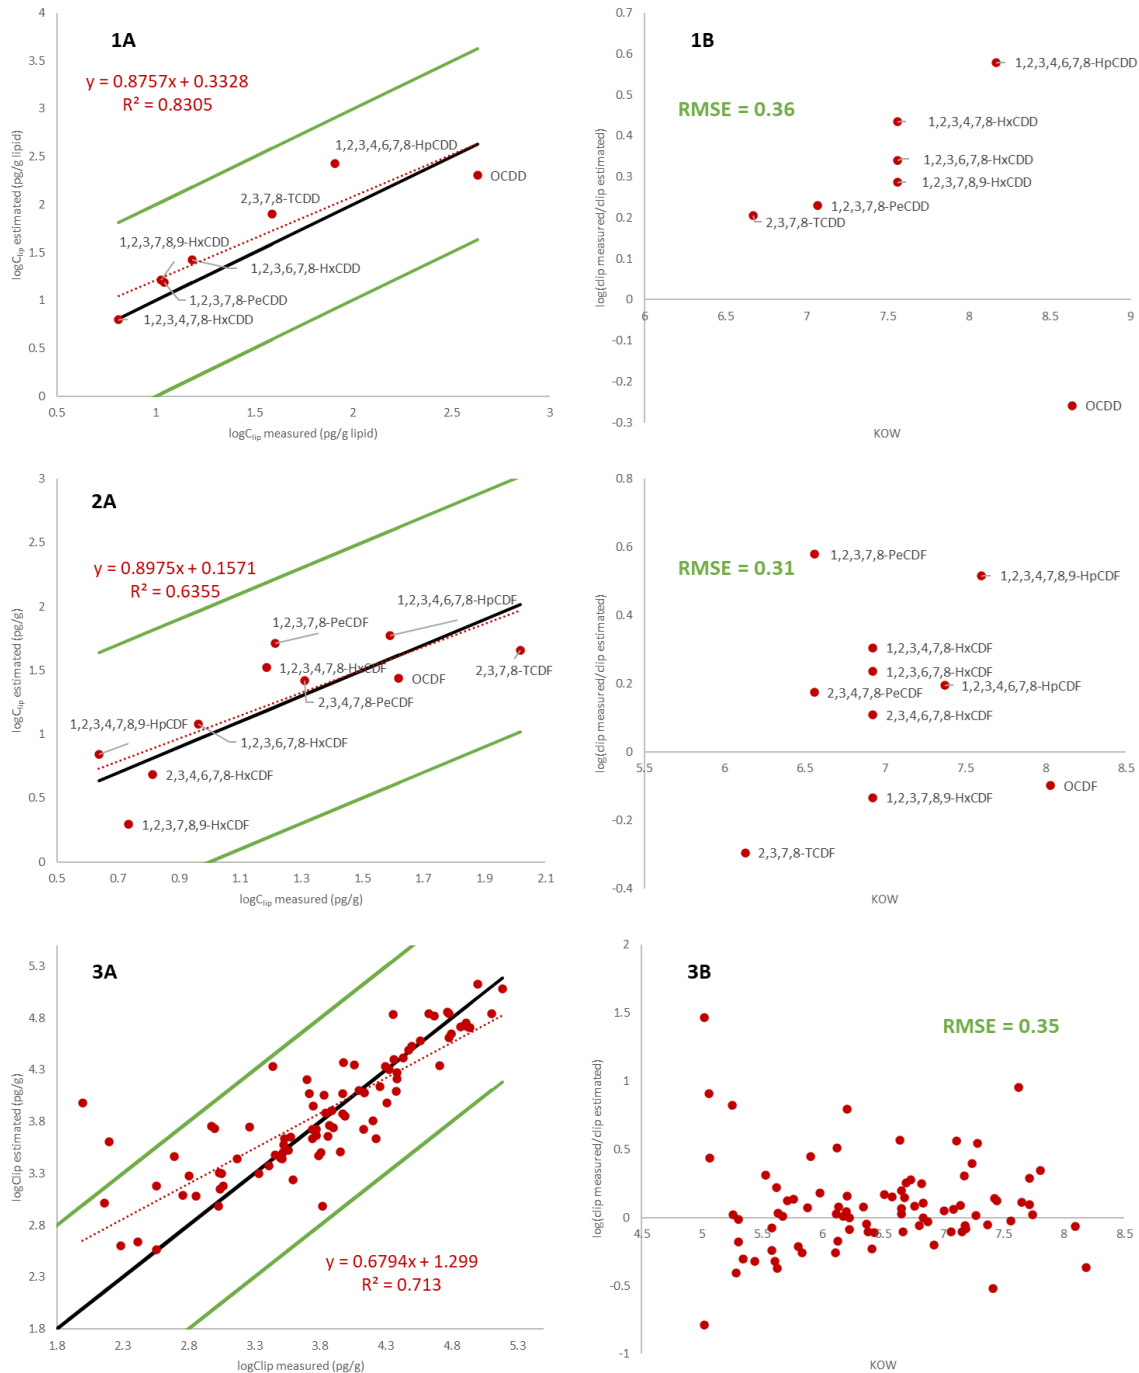 1A
y = 0.8757x + 0.3328
R² = 0.8305
logClip estimated (pg/g lipid)
4
3.5
3
2.5
2
1.5
1
0.5
0
1,2,3,4,6,7,8-HpCDD
OCDD
2,3,7,8-TCDD
1,2,3,7,8,9-HxCDD
1,2,3,6,7,8-HxCDD
1,2,3,7,8-PeCDD
1,2,3,4,7,8-HxCDD
0.5 1 1.5 2 2.5 3
logClip measured (pg/g lipid)
1B
RMSE = 0.36
log(clip measured/clip estimated)
0.7
0.6
0.5
0.4
0.3
0.2
0.1
0
-0.1
-0.2
-0.3
1,2,3,4,6,7,8-HpCDD
1,2,3,4,7,8-HxCDD
1,2,3,6,7,8-HxCDD
1,2,3,7,8,9-HxCDD
1,2,3,7,8-PeCDD
2,3,7,8-TCDD
6 6.5 7 7.5 8 8.5 9
OCDD
KOW
2A
y = 0.8975x + 0.1571
R² = 0.6355
logClip estimated (pg/g)
3
2.5
2
1.5
1
0.5
0
1,2,3,4,6,7,8-HpCDF
1,2,3,7,8-PeCDF
1,2,3,4,7,8-HxCDF
2,3,7,8-TCDF
OCDF
2,3,4,7,8-PeCDF
1,2,3,4,7,8,9-HpCDF
1,2,3,6,7,8-HxCDF
2,3,4,6,7,8-HxCDF
1,2,3,7,8,9-HxCDF
0.5 0.7 0.9 1.1 1.3 1.5 1.7 1.9 2.1
logClip measured (pg/g)
RMSE = 0.31
log(clip measured/clip estimated)
0.8
0.6
0.4
0.2
0
-0.2
-0.4
1,2,3,7,8-PeCDF
1,2,3,4,7,8,9-HpCDF
1,2,3,4,7,8-HxCDF
1,2,3,6,7,8-HxCDF
1,2,3,4,6,7,8-HpCDF
2,3,4,7,8-PeCDF
2,3,4,6,7,8-HxCDF
5.5 6 6.5 7 7.5 8 8.5
OCDF
1,2,3,7,8,9-HxCDF
2,3,7,8-TCDF
KOW
3A
logClip estimated (pg/g)
5.3
4.8
4.3
3.8
3.3
2.8
2.3
1.8
y = 0.6794x + 1.299
R² = 0.713
1.8 2.3 2.8 3.3 3.8 4.3 4.8 5.3
logClip measured (pg/g)
3B
RMSE = 0.35
log(clip measured/clip estimated)
2
1.5
1
0.5
0
-0.5
-1
4.5 5 5.5 6 6.5 7 7.5 8 8.5
KOW